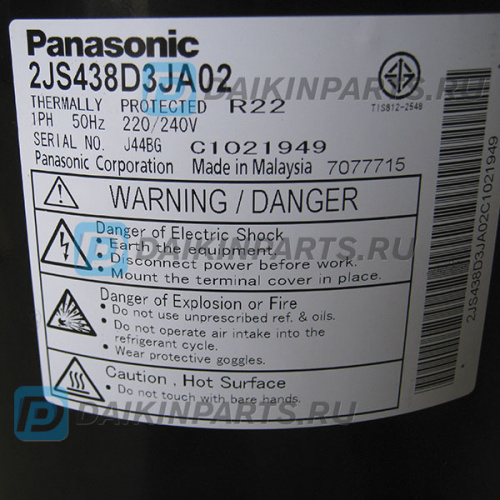 Panasonic
2JS438D3JA02
THERMALLY PROTECTED R22
1PH 50Hz 220/240V
TIS812-2548
SERIAL NO. J44BG C1021949
Panasonic Corporation Made in Malaysia 7077715
WARNING / DANGER
Danger of Electric Shock
• Earth the equipment.
• Disconnect power before work.
• Mount the terminal cover in place.
Danger of Explosion or Fire
• Do not use unprescribed ref. & oils.
• Do not operate air intake into the
refrigerant cycle.
• Wear protective goggles.
Caution . Hot Surface
• Do not touch with bare hands.
2JS438D3JA02C1021949
DAIKINPARTS.RU
DAIKINPARTS.RU
DAIKINPARTS.RU